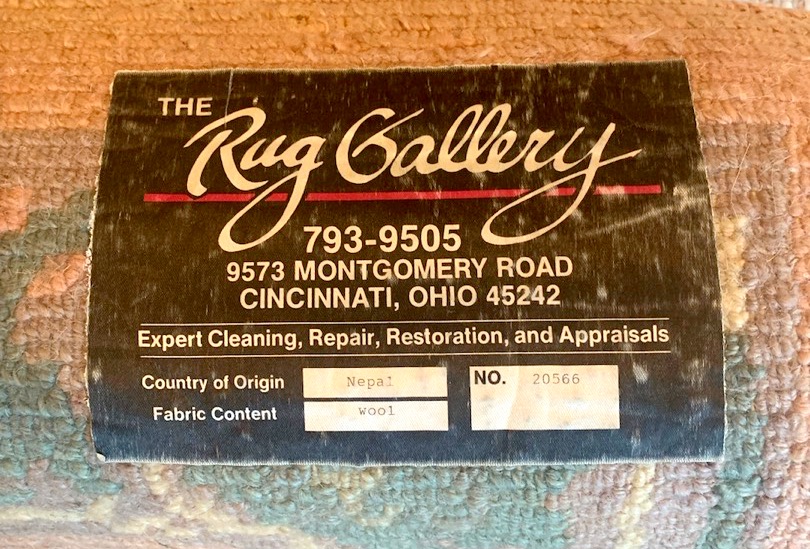 THE
Rug Gallery
793-9505
9573 MONTGOMERY ROAD
CINCINNATI, OHIO 45242
Expert Cleaning, Repair, Restoration, and Appraisals
Country of Origin Nepal NO. 20566
Fabric Content wool